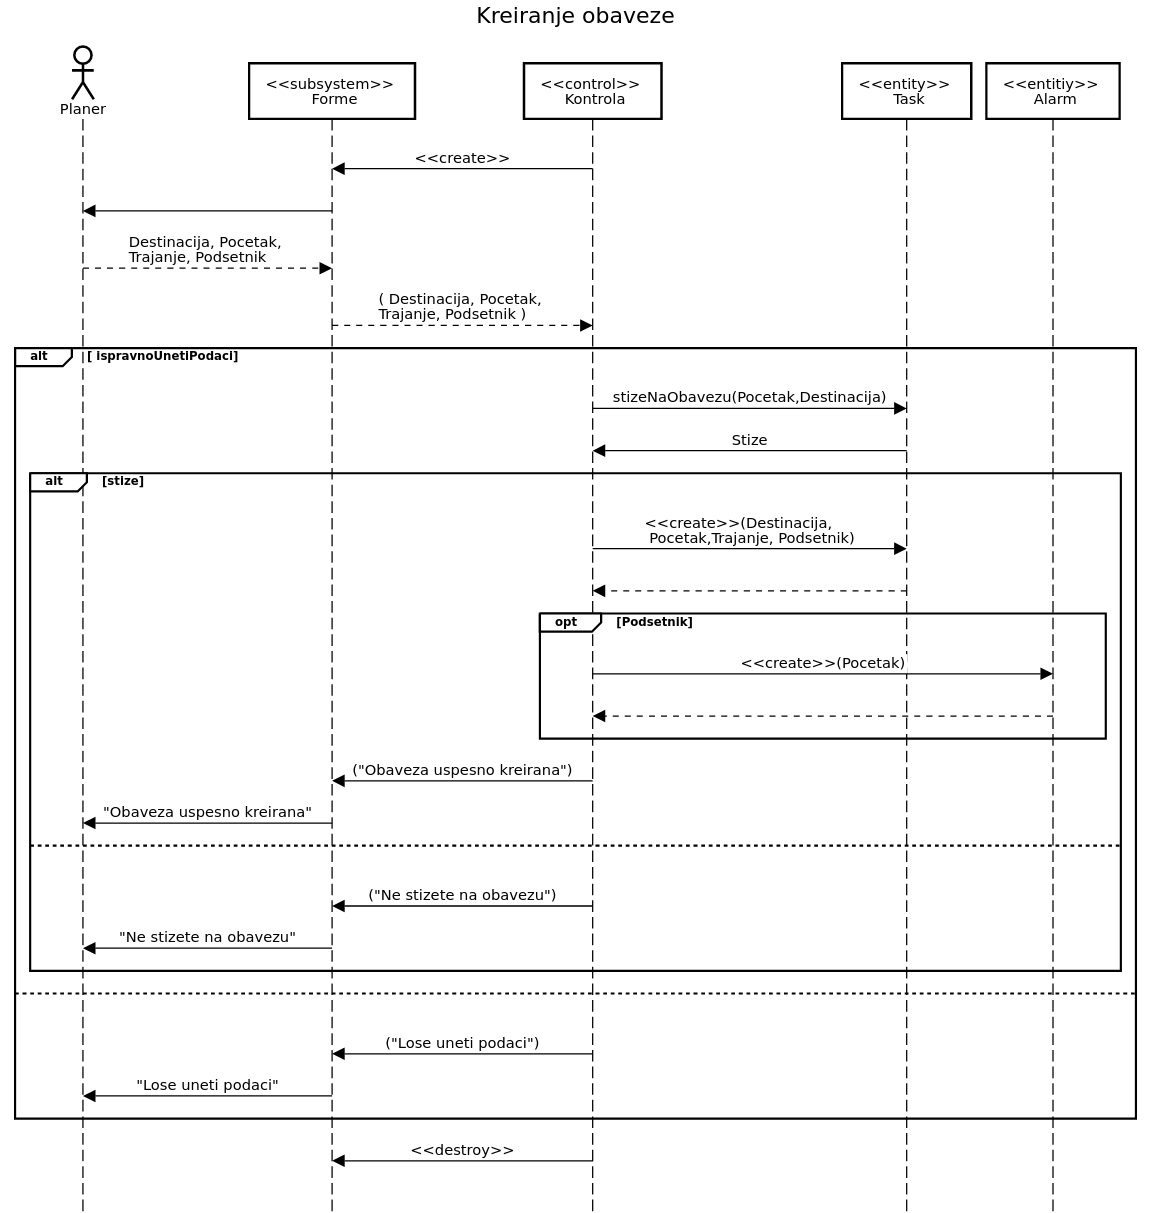 Kreiranje obaveze
Planer
<<subsystem>>
Forme
<<control>>
Kontrola
<<entity>>
Task
<<entitiy>>
Alarm
<<create>>
Destinacija, Pocetak,
Trajanje, Podsetnik
( Destinacija, Pocetak,
Trajanje, Podsetnik )
alt [ ispravnoUnetiPodaci]
stizeNaObavezu(Pocetak,Destinacija)
Stize
alt [stize]
<<create>>(Destinacija,
Pocetak,Trajanje, Podsetnik)
opt [Podsetnik]
<<create>>(Pocetak)
("Obaveza uspesno kreirana")
"Obaveza uspesno kreirana"
("Ne stizete na obavezu")
"Ne stizete na obavezu"
("Lose uneti podaci")
"Lose uneti podaci"
<<destroy>>